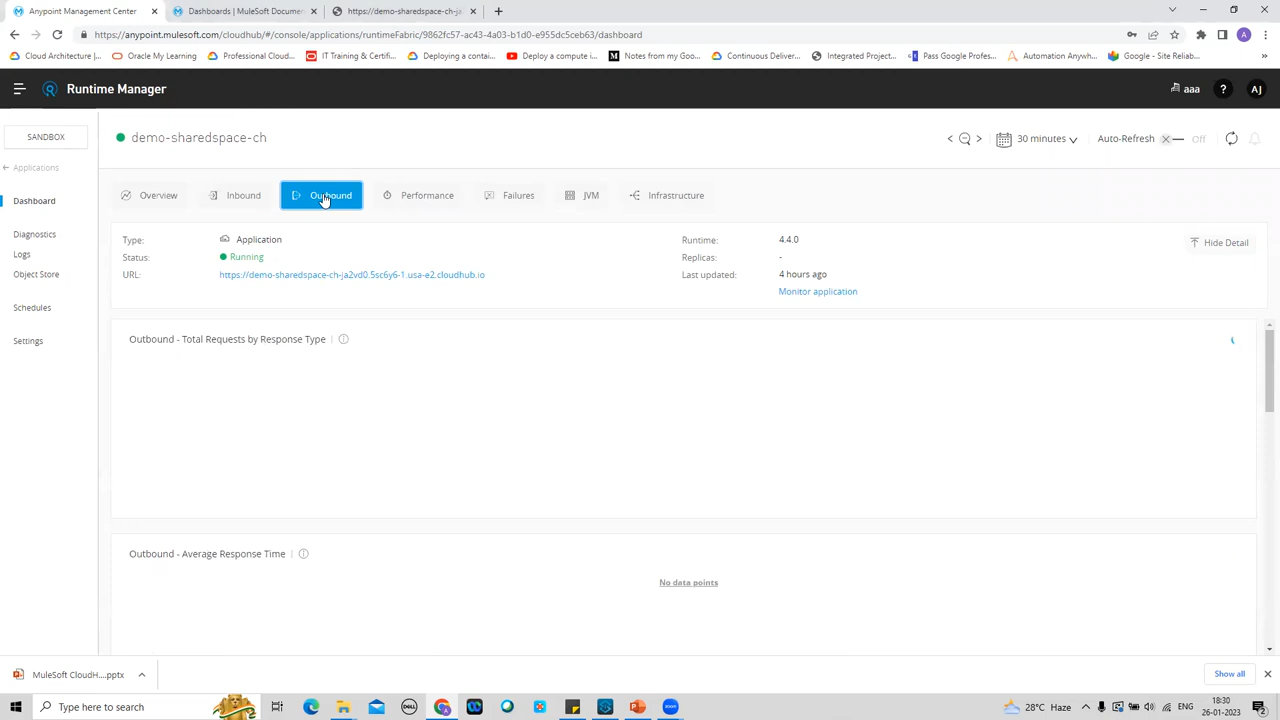 Anypoint Management Center
Dashboards | MuleSoft Documen
https://demo-sharedspace-ch-ja
https://anypoint.mulesoft.com/cloudhub/#/console/applications/runtimeFabric/9862fc57-ac43-4a03-b1d0-e955dc5ceb63/dashboard
A
Cloud Architecture |...
Oracle My Learning
Professional Cloud...
IT Training & Certifi...
Deploying a contai...
Deploy a compute i...
Notes from my Goo...
Continuous Deliver...
Integrated Project...
Pass Google Profes...
Automation Anywh...
Google - Site Reliab...
Runtime Manager
aaa
?
AJ
SANDBOX
demo-sharedspace-ch
30 minutes
Auto-Refresh
Off
Applications
Dashboard
Diagnostics
Logs
Object Store
Schedules
Settings
Overview
Inbound
Outbound
Performance
Failures
JVM
Infrastructure
Type: Application
Status: Running
URL: https://demo-sharedspace-ch-ja2vd0.5sc6y6-1.usa-e2.cloudhub.io
Runtime: 4.4.0
Replicas: -
Last updated: 4 hours ago
Monitor application
Hide Detail
Outbound - Total Requests by Response Type
Outbound - Average Response Time
No data points
MuleSoft CloudH....pptx
Show all
Type here to search
DELL
zoom
28°C Haze
ENG
18:30
26-01-2023